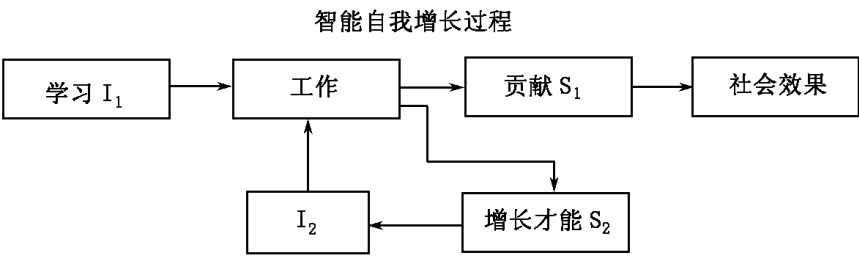 智能自我增长过程
学习 I₁
工作
贡献 S₁
社会效果
I₂
增长才能 S₂